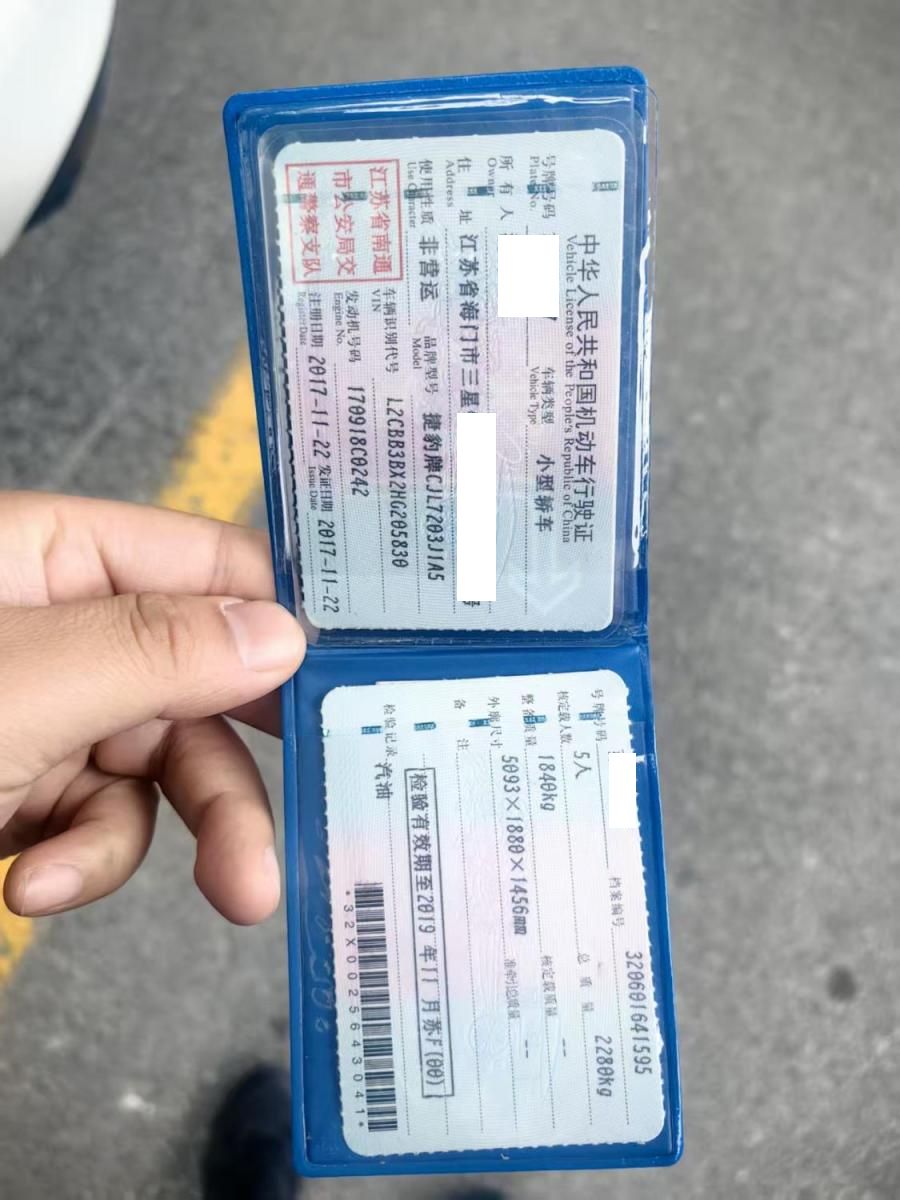 中华人民共和国机动车行驶证
Vehicle License of the People's Republic of China
号牌号码
Plate No.
车辆类型 小型轿车
Vehicle Type
所有人
Owner
住址 江苏省海门市三星
Address
使用性质 非营运 品牌型号 捷豹牌CJL7203J1A5
Use Character Model
江苏省南通
市公安局交
通警察支队
车辆识别代号 L2CBB3BX2HG205830
VIN
发动机号码 170918C0242
Engine No.
注册日期 2017-11-22 发证日期 2017-11-22
Register Date Issue Date
号牌号码 档案编号 320601641595
核定载人数 5人 总质量 2280kg
整备质量 1840kg 核定载质量 --
外廓尺寸 5093×1880×1456mm 准牵引总质量 --
备注
检验有效期至2019年11月苏F(00)
检验记录 汽油
*32X0025643041*